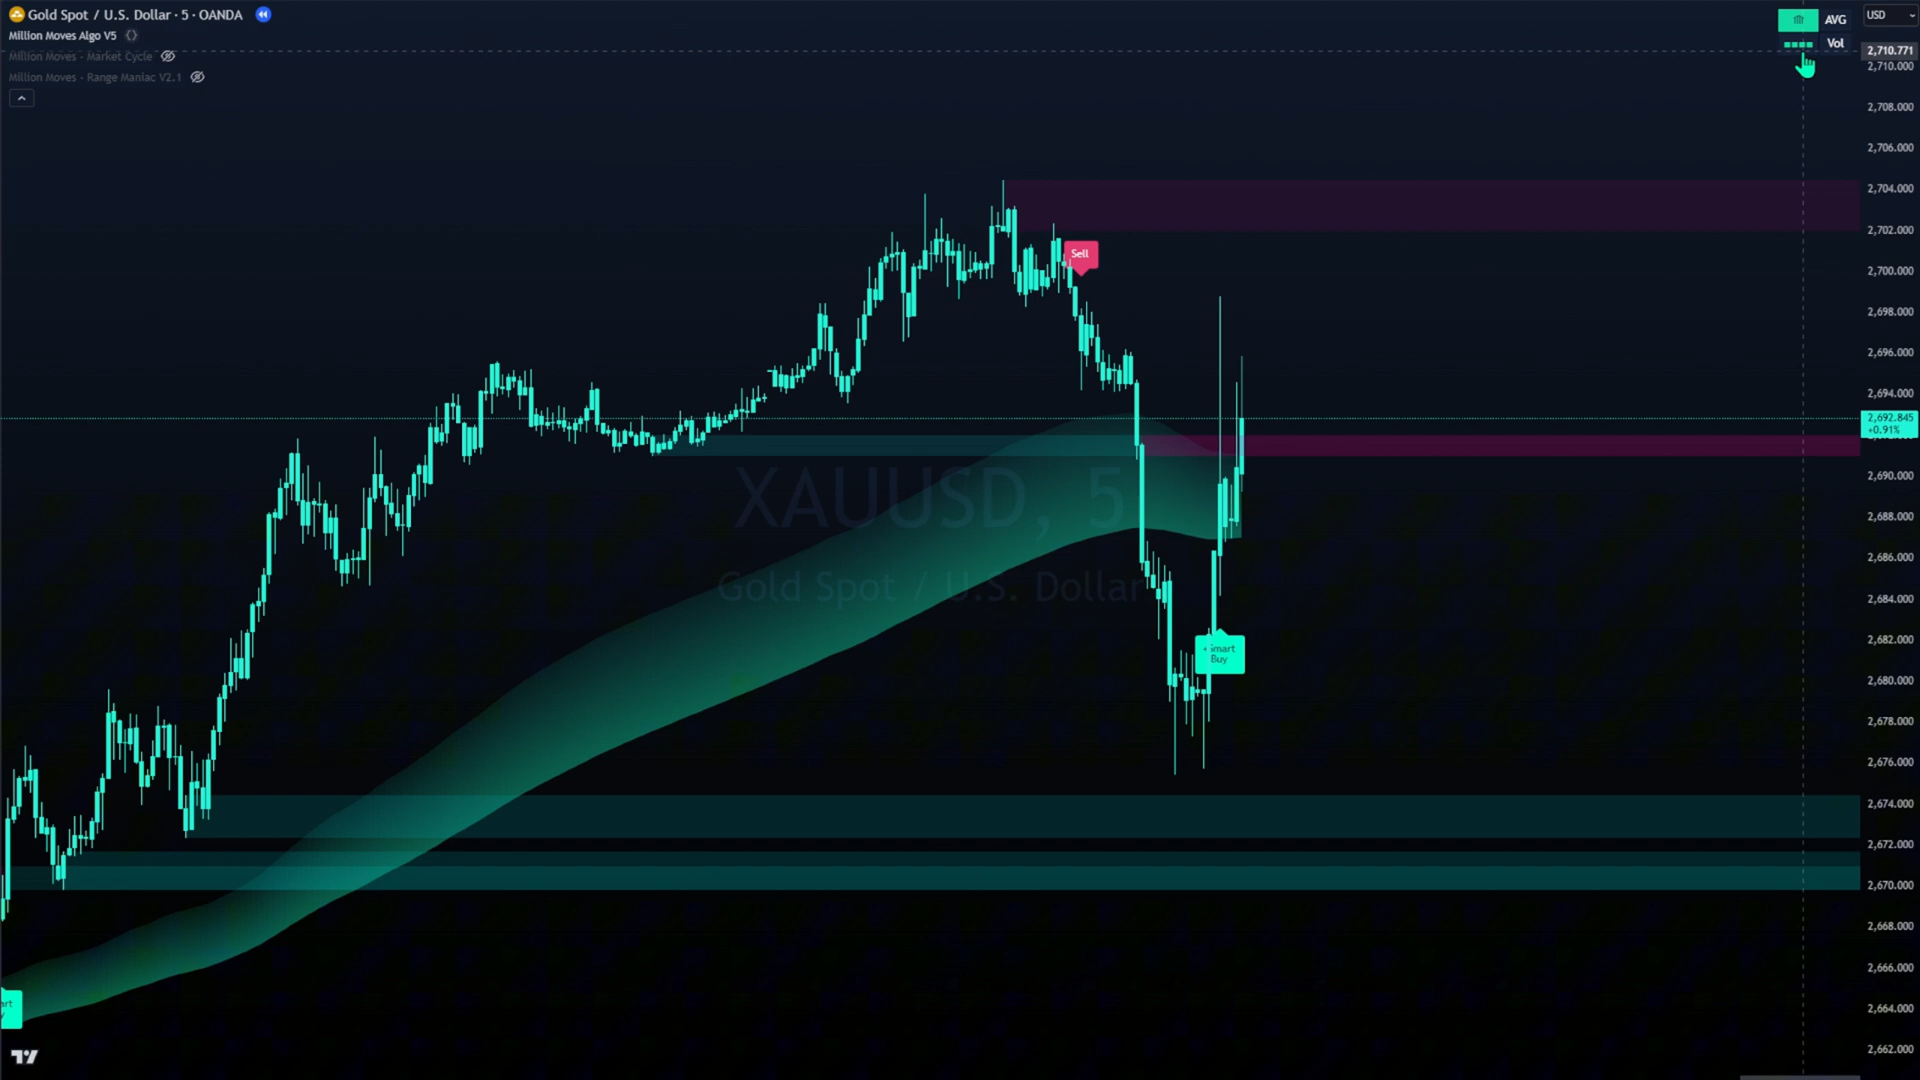 Gold Spot / U.S. Dollar · 5 · OANDA
Million Moves Algo V5
Million Moves - Market Cycle
Million Moves - Range Maniac V2.1
AVG
Vol
USD
2,710.771
2,710.000
2,708.000
2,706.000
2,704.000
2,702.000
2,700.000
2,698.000
2,696.000
2,694.000
2,692.845
+0.91%
2,690.000
2,688.000
2,686.000
2,684.000
2,682.000
2,680.000
2,678.000
2,676.000
2,674.000
2,672.000
2,670.000
2,668.000
2,666.000
2,664.000
2,662.000
Sell
XAUUSD, 5
Gold Spot / U.S. Dollar
+Smart
Buy